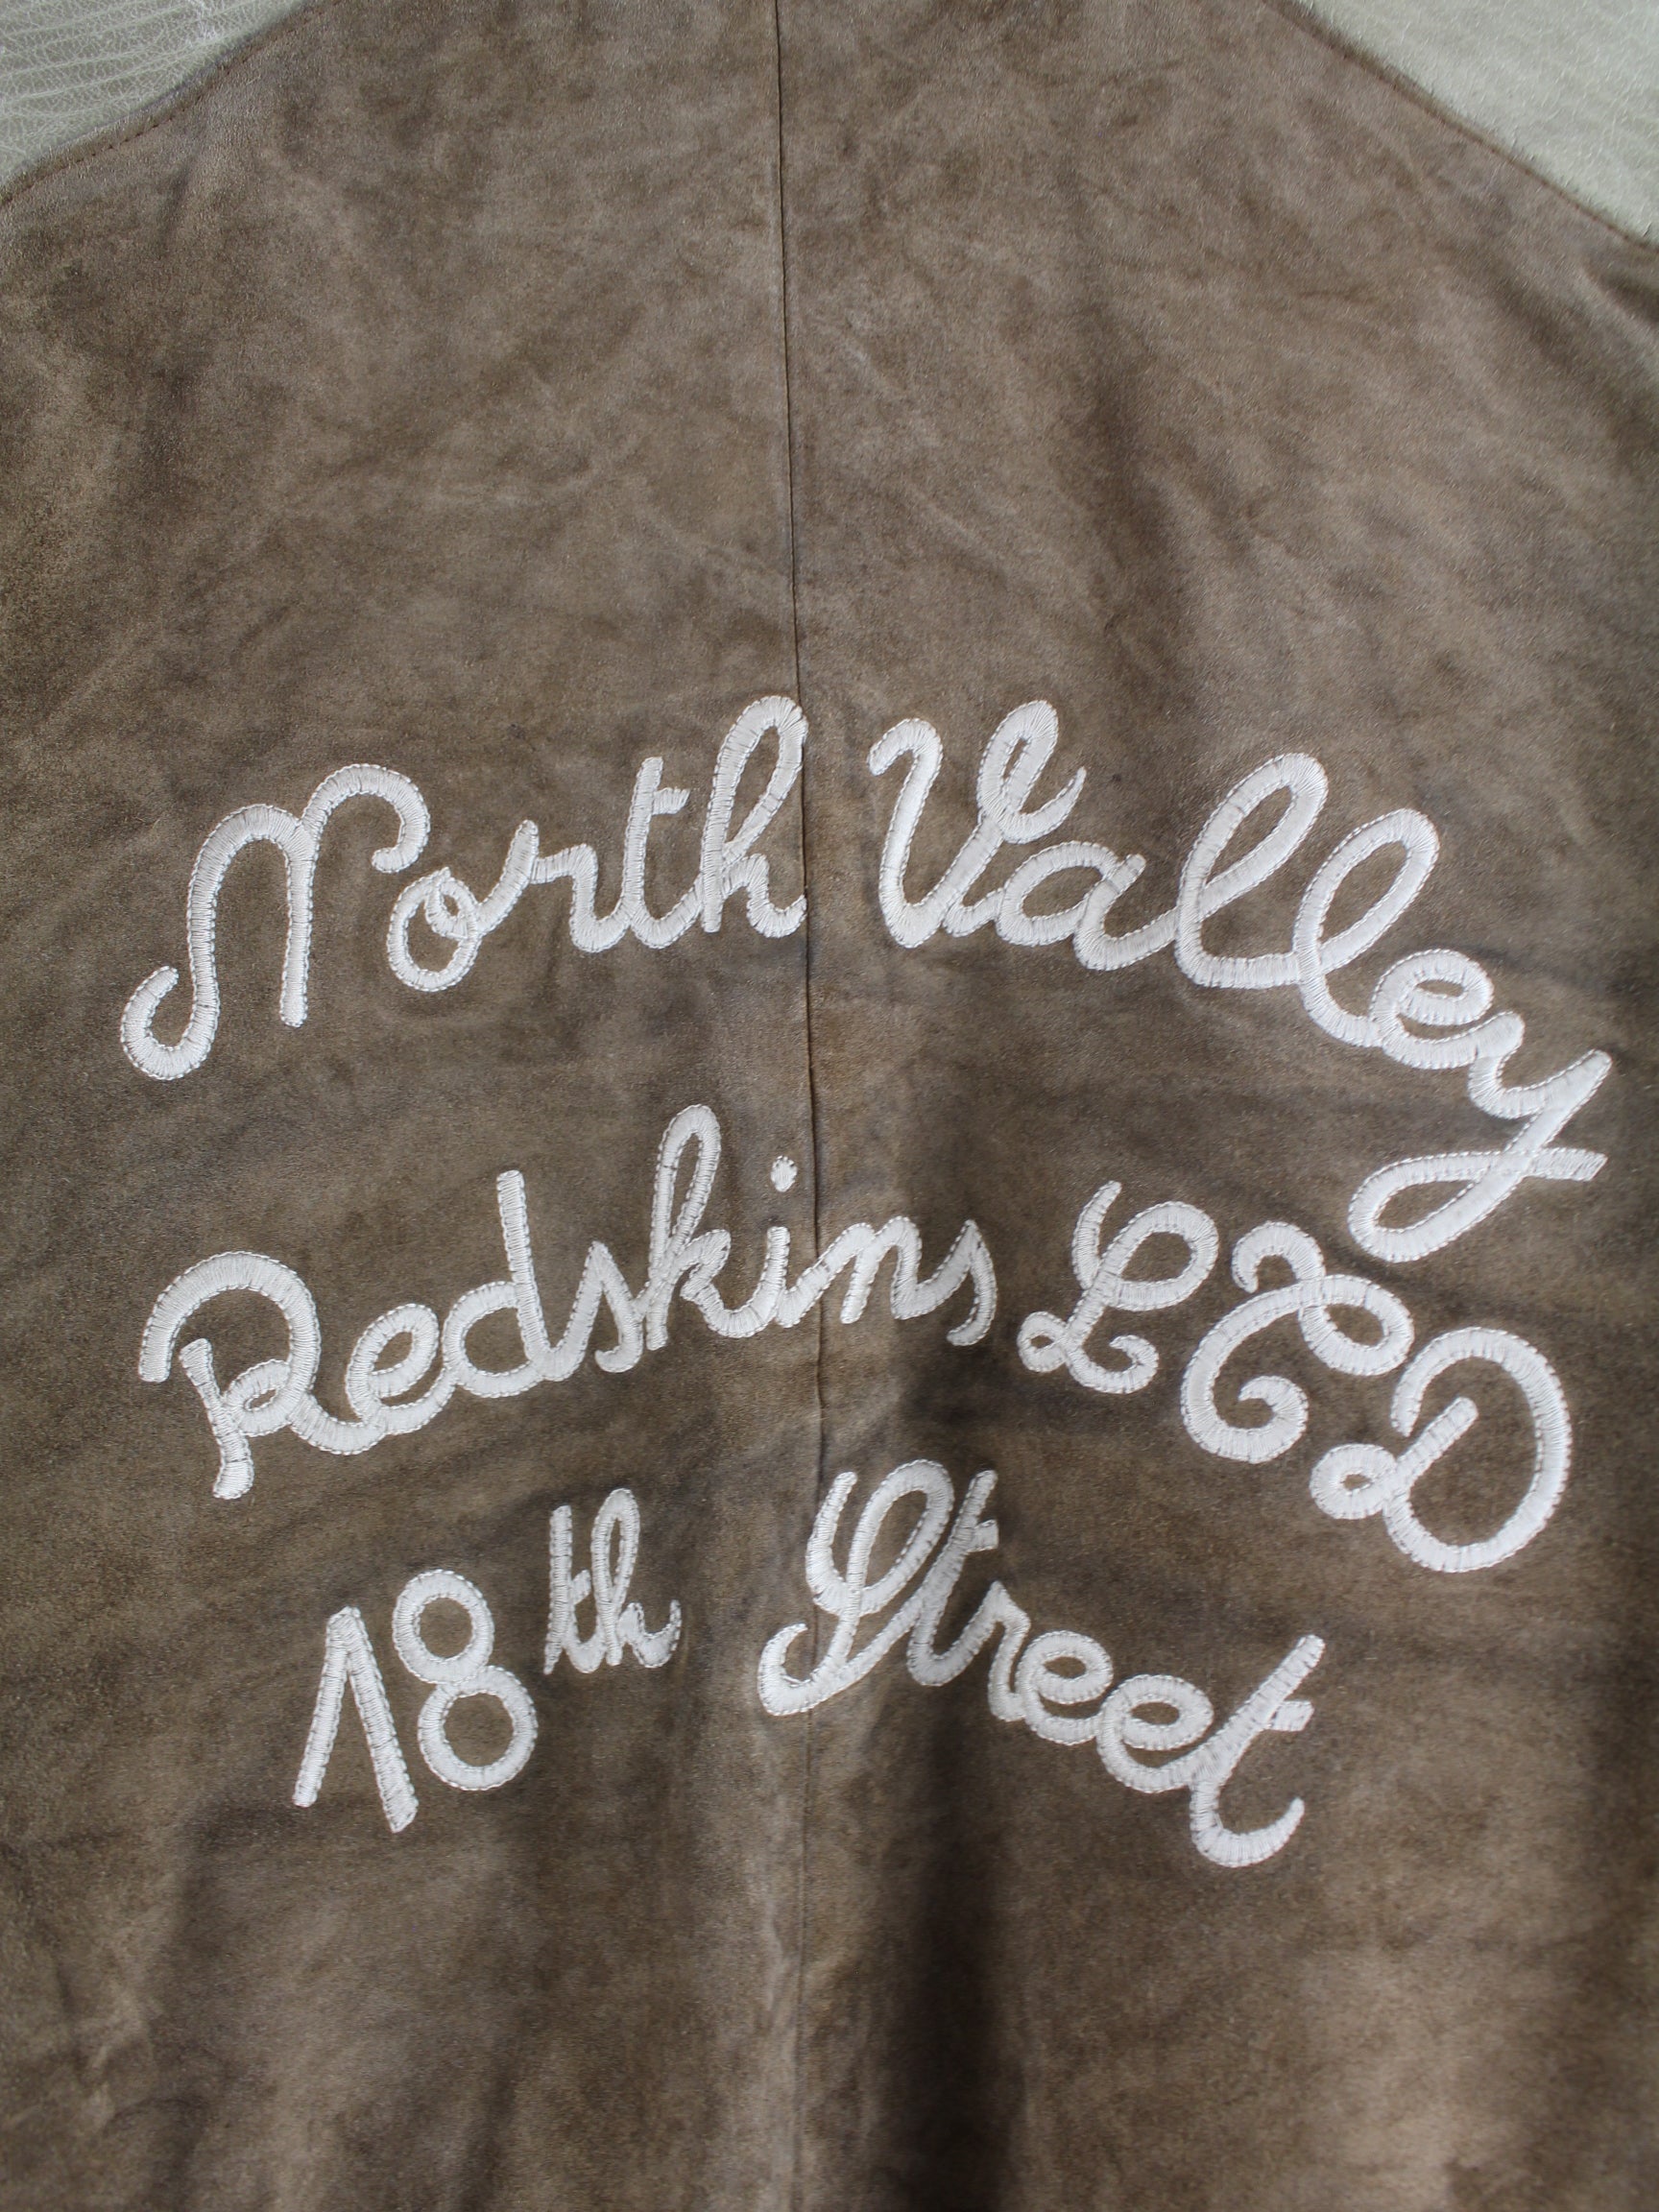 North Valley
Redskins LTD
18th Street